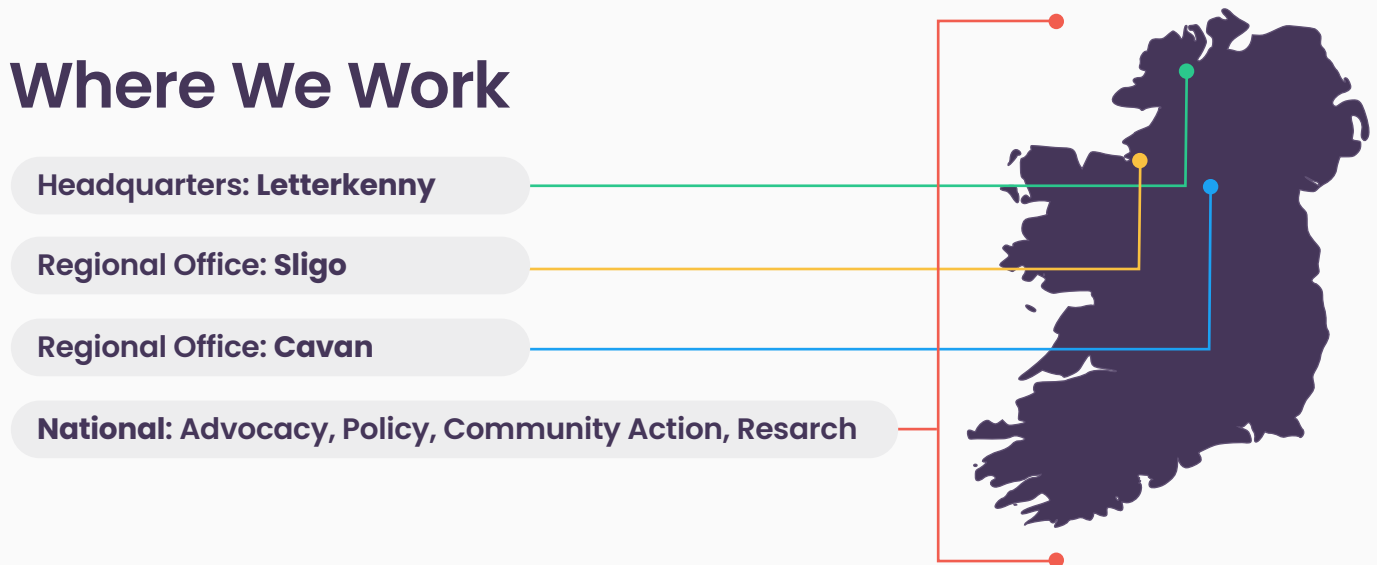 Where We Work
Headquarters: Letterkenny
Regional Office: Sligo
Regional Office: Cavan
National: Advocacy, Policy, Community Action, Resarch